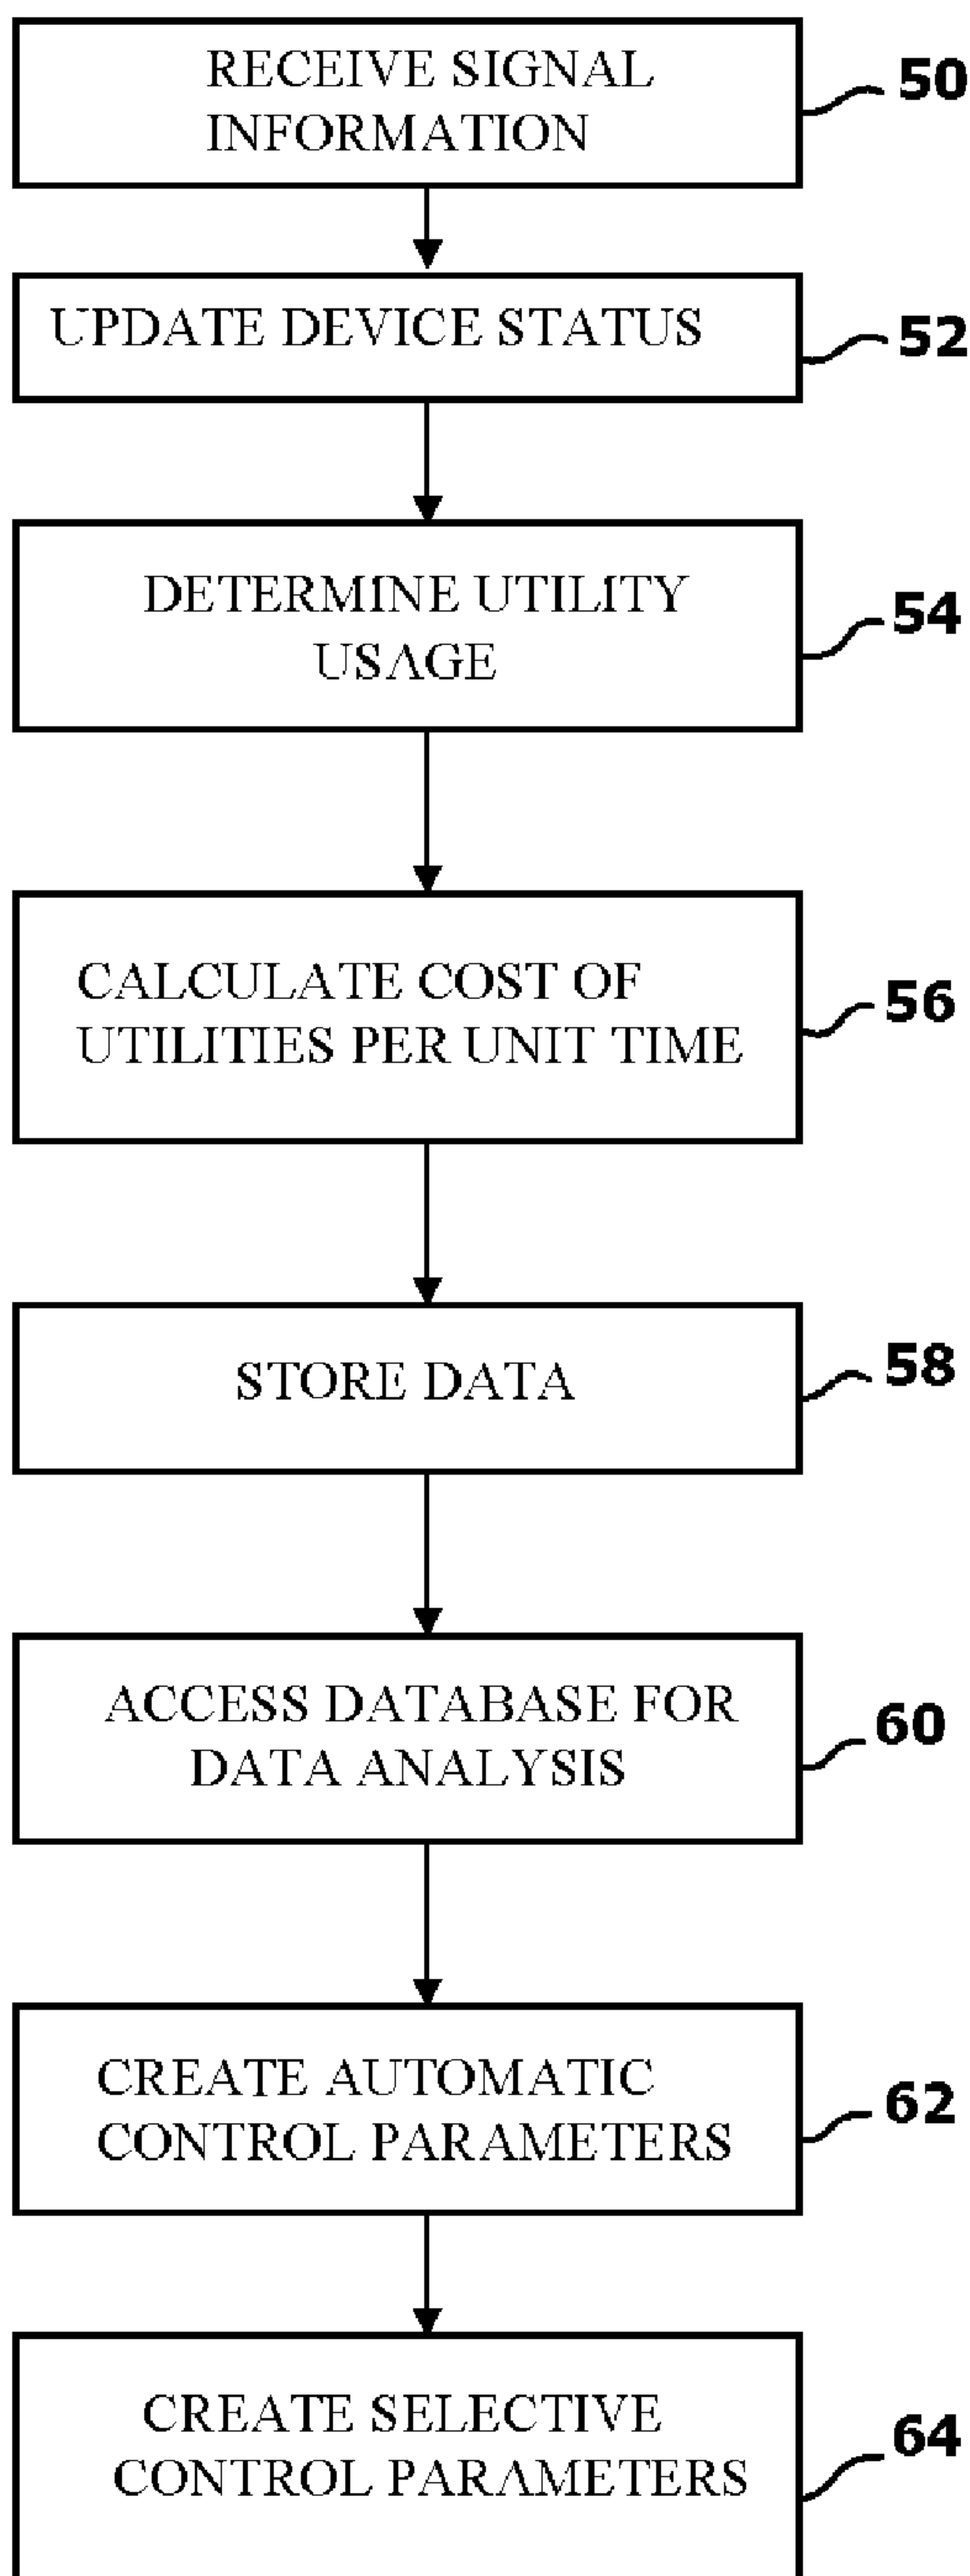 RECEIVE SIGNAL
INFORMATION
50
UPDATE DEVICE STATUS
52
DETERMINE UTILITY
USAGE
54
CALCULATE COST OF
UTILITIES PER UNIT TIME
56
STORE DATA
58
ACCESS DATABASE FOR
DATA ANALYSIS
60
CREATE AUTOMATIC
CONTROL PARAMETERS
62
CREATE SELECTIVE
CONTROL PARAMETERS
64